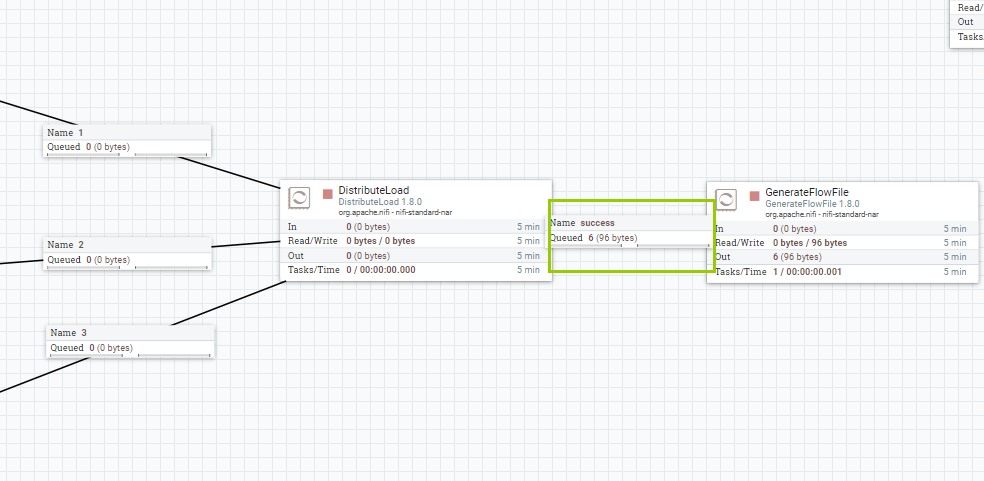 Read/
Out
Tasks/
Name 1
Queued 0 (0 bytes)
Name 2
Queued 0 (0 bytes)
Name 3
Queued 0 (0 bytes)
DistributeLoad
DistributeLoad 1.8.0
org.apache.nifi - nifi-standard-nar
In 0 (0 bytes) 5 min
Read/Write 0 bytes / 0 bytes 5 min
Out 0 (0 bytes) 5 min
Tasks/Time 0 / 00:00:00.000 5 min
Name success
Queued 6 (96 bytes)
GenerateFlowFile
GenerateFlowFile 1.8.0
org.apache.nifi - nifi-standard-nar
In 0 (0 bytes) 5 min
Read/Write 0 bytes / 96 bytes 5 min
Out 6 (96 bytes) 5 min
Tasks/Time 1 / 00:00:00.001 5 min